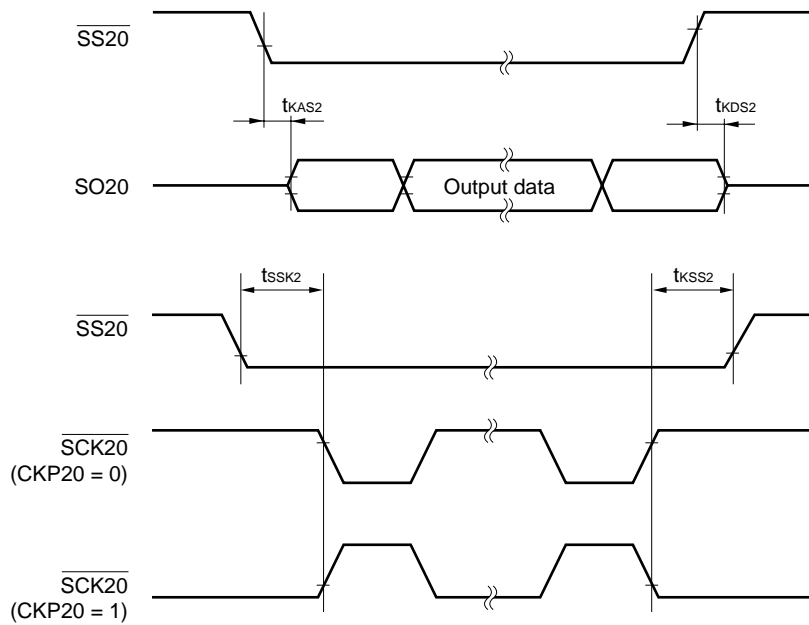 SS20
tKAS2
tKDS2
SO20
Output data
tSSK2
tKSS2
SS20
SCK20
(CKP20 = 0)
SCK20
(CKP20 = 1)